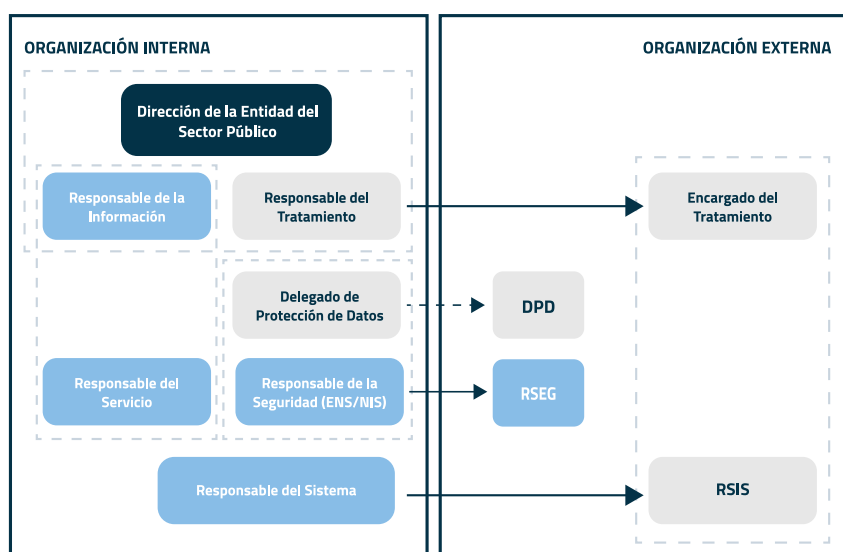 ORGANIZACIÓN INTERNA
ORGANIZACIÓN EXTERNA
Dirección de la Entidad del
Sector Público
Responsable de la
Información
Responsable del
Tratamiento
Encargado del
Tratamiento
Delegado de
Protección de Datos
DPD
Responsable del
Servicio
Responsable de la
Seguridad (ENS/NIS)
RSEG
Responsable del Sistema
RSIS